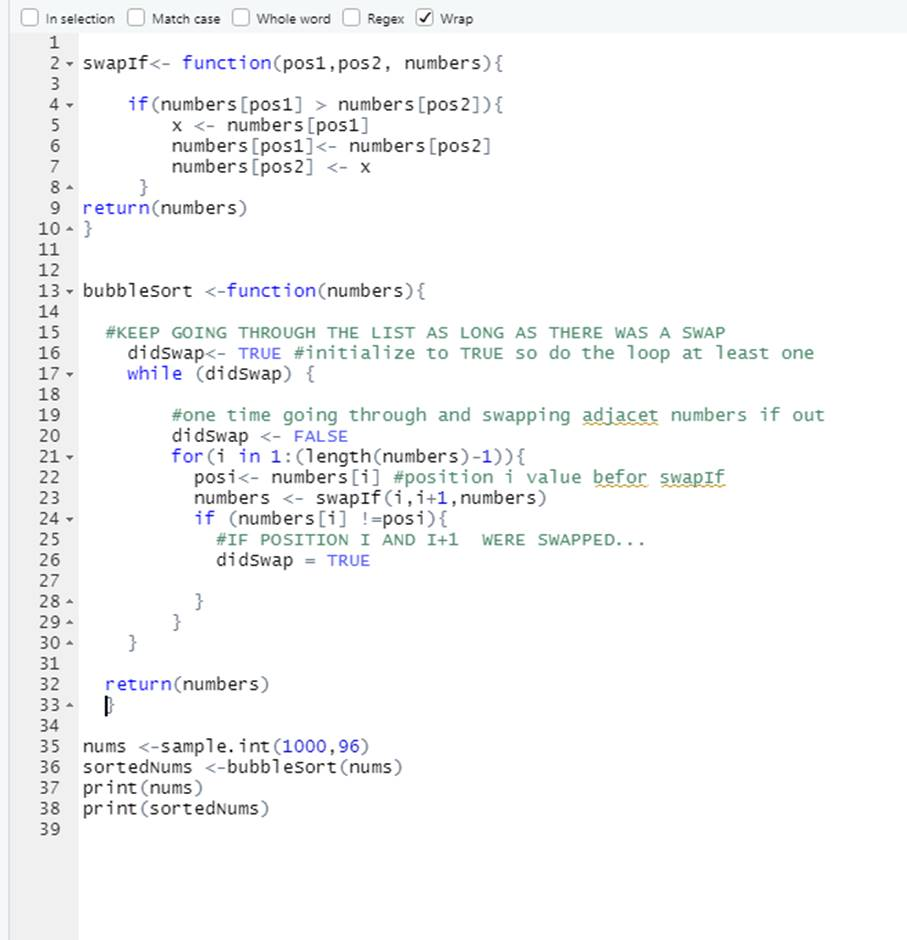 In selection Match case Whole word Regex Wrap
1
2 swapIf<- function(pos1,pos2, numbers){
3
4 if(numbers[pos1] > numbers[pos2]){
5 x <- numbers[pos1]
6 numbers[pos1]<- numbers[pos2]
7 numbers[pos2] <- x
8 }
9 return(numbers)
10 }
11
12
13 bubbleSort <-function(numbers){
14
15 #KEEP GOING THROUGH THE LIST AS LONG AS THERE WAS A SWAP
16 didSwap<- TRUE #initialize to TRUE so do the loop at least one
17 while (didSwap) {
18
19 #one time going through and swapping adjacet numbers if out
20 didSwap <- FALSE
21 for(i in 1:(length(numbers)-1)){
22 posi<- numbers[i] #position i value befor swapIf
23 numbers <- swapIf(i,i+1,numbers)
24 if (numbers[i] !=posi){
25 #IF POSITION I AND I+1  WERE SWAPPED...
26 didSwap = TRUE
27
28 }
29 }
30 }
31
32 return(numbers)
33 }
34
35 nums <-sample.int(1000,96)
36 sortedNums <-bubbleSort(nums)
37 print(nums)
38 print(sortedNums)
39